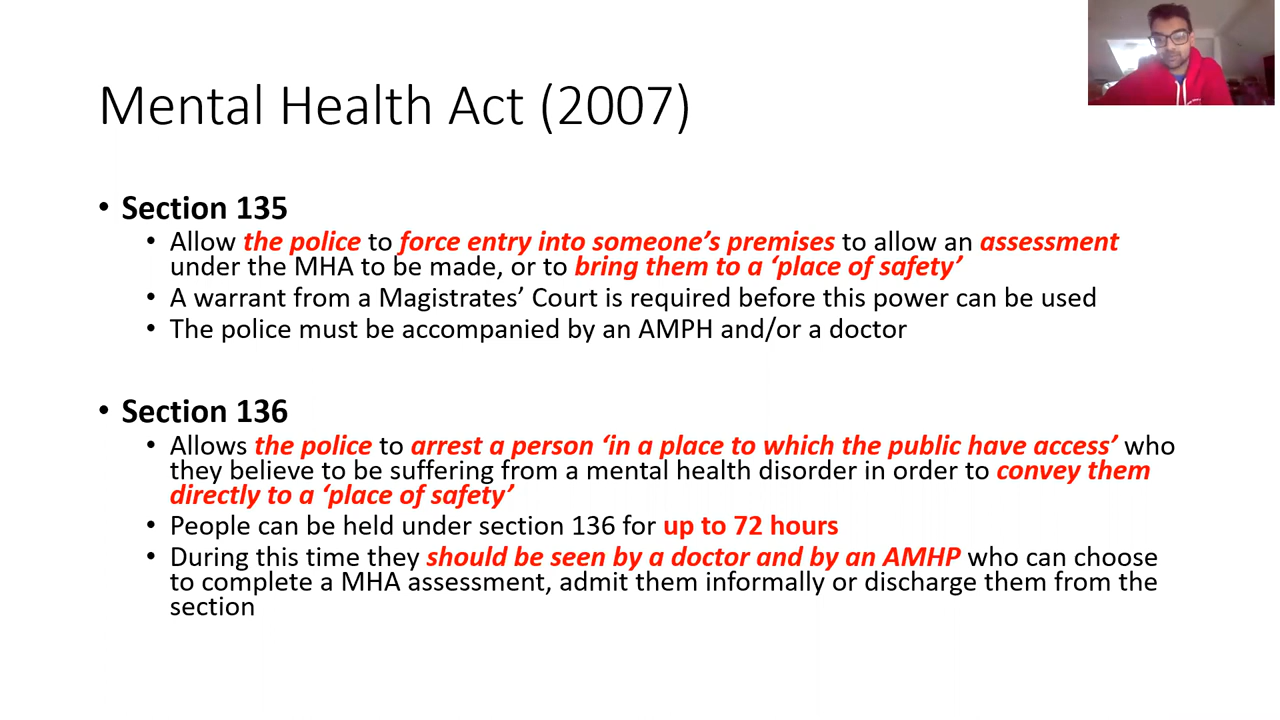 Mental Health Act (2007)
• Section 135
• Allow the police to force entry into someone’s premises to allow an assessment
under the MHA to be made, or to bring them to a ‘place of safety’
• A warrant from a Magistrates’ Court is required before this power can be used
• The police must be accompanied by an AMPH and/or a doctor
• Section 136
• Allows the police to arrest a person ‘in a place to which the public have access’ who
they believe to be suffering from a mental health disorder in order to convey them
directly to a ‘place of safety’
• People can be held under section 136 for up to 72 hours
• During this time they should be seen by a doctor and by an AMHP who can choose
to complete a MHA assessment, admit them informally or discharge them from the
section